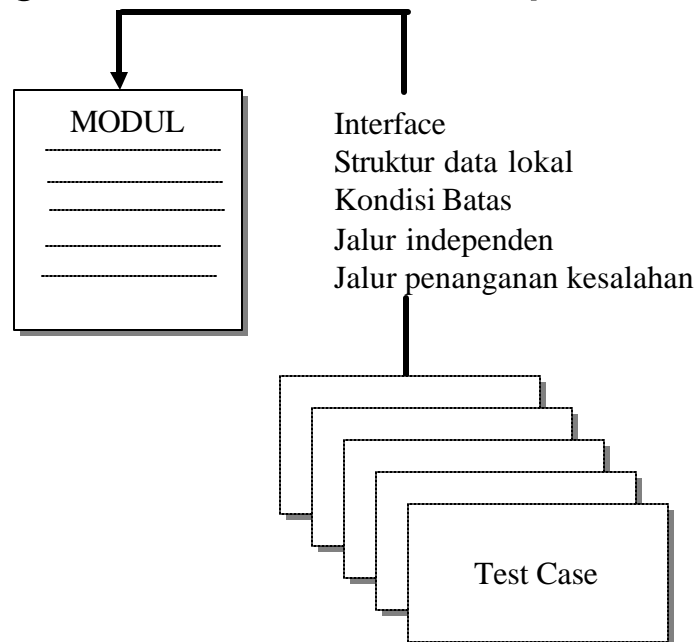 MODUL
Interface
Struktur data lokal
Kondisi Batas
Jalur independen
Jalur penanganan kesalahan
Test Case